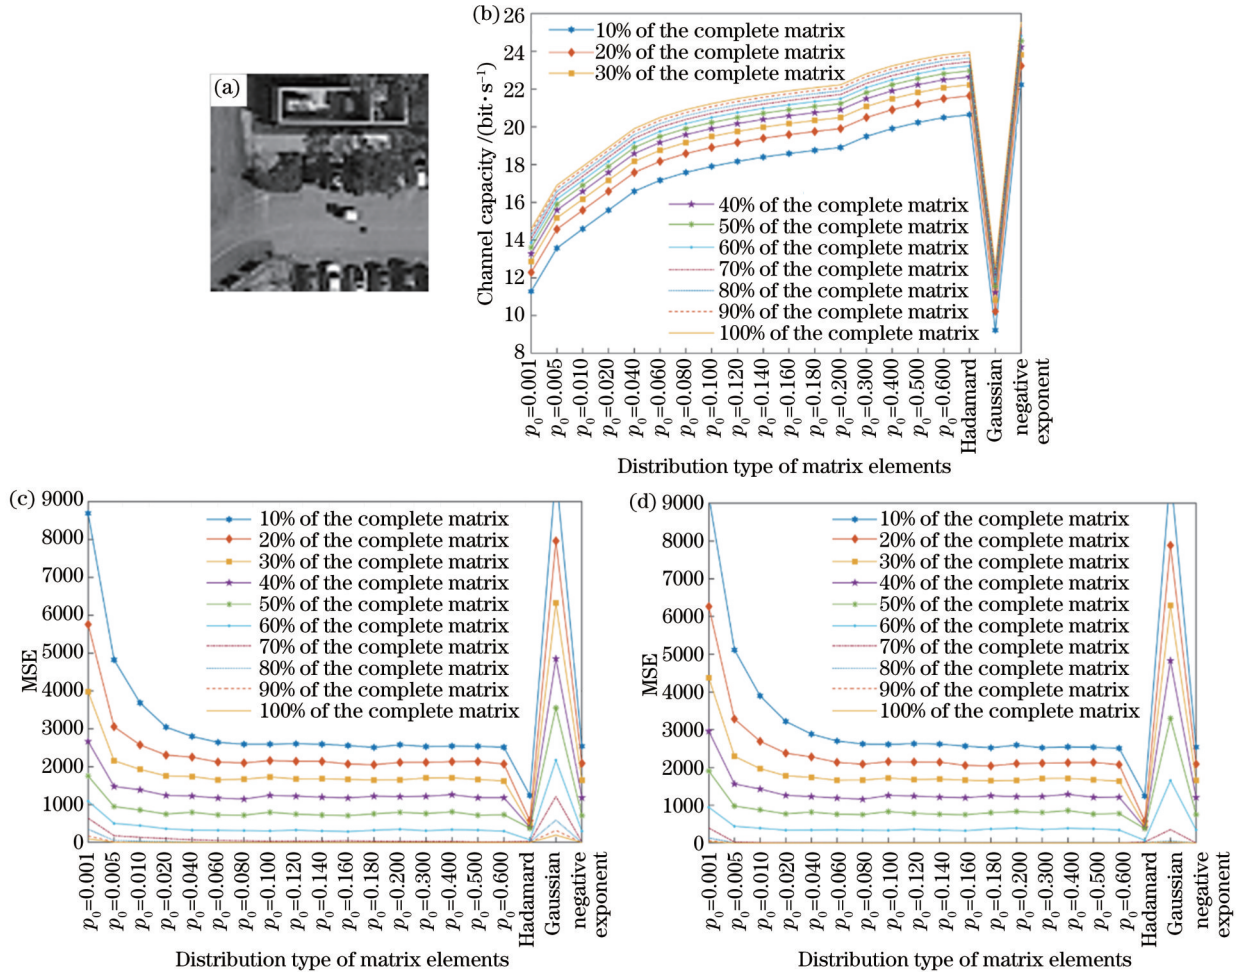 (a)
(b)
26
24
22
20
18
16
14
12
10
8
Channel capacity /(bit·s⁻¹)
10% of the complete matrix
20% of the complete matrix
30% of the complete matrix
40% of the complete matrix
50% of the complete matrix
60% of the complete matrix
70% of the complete matrix
80% of the complete matrix
90% of the complete matrix
100% of the complete matrix
p₀=0.001
p₀=0.005
p₀=0.010
p₀=0.020
p₀=0.040
p₀=0.060
p₀=0.080
p₀=0.100
p₀=0.120
p₀=0.140
p₀=0.160
p₀=0.180
p₀=0.200
p₀=0.300
p₀=0.400
p₀=0.500
p₀=0.600
Hadamard
Gaussian
negative
exponent
Distribution type of matrix elements
(c)
9000
8000
7000
6000
5000
4000
3000
2000
1000
0
MSE
10% of the complete matrix
20% of the complete matrix
30% of the complete matrix
40% of the complete matrix
50% of the complete matrix
60% of the complete matrix
70% of the complete matrix
80% of the complete matrix
90% of the complete matrix
100% of the complete matrix
p₀=0.001
p₀=0.005
p₀=0.010
p₀=0.020
p₀=0.040
p₀=0.060
p₀=0.080
p₀=0.100
p₀=0.120
p₀=0.140
p₀=0.160
p₀=0.180
p₀=0.200
p₀=0.300
p₀=0.400
p₀=0.500
p₀=0.600
Hadamard
Gaussian
negative
exponent
Distribution type of matrix elements
(d)
9000
8000
7000
6000
5000
4000
3000
2000
1000
0
MSE
10% of the complete matrix
20% of the complete matrix
30% of the complete matrix
40% of the complete matrix
50% of the complete matrix
60% of the complete matrix
70% of the complete matrix
80% of the complete matrix
90% of the complete matrix
100% of the complete matrix
p₀=0.001
p₀=0.005
p₀=0.010
p₀=0.020
p₀=0.040
p₀=0.060
p₀=0.080
p₀=0.100
p₀=0.120
p₀=0.140
p₀=0.160
p₀=0.180
p₀=0.200
p₀=0.300
p₀=0.400
p₀=0.500
p₀=0.600
Hadamard
Gaussian
negative
exponent
Distribution type of matrix elements